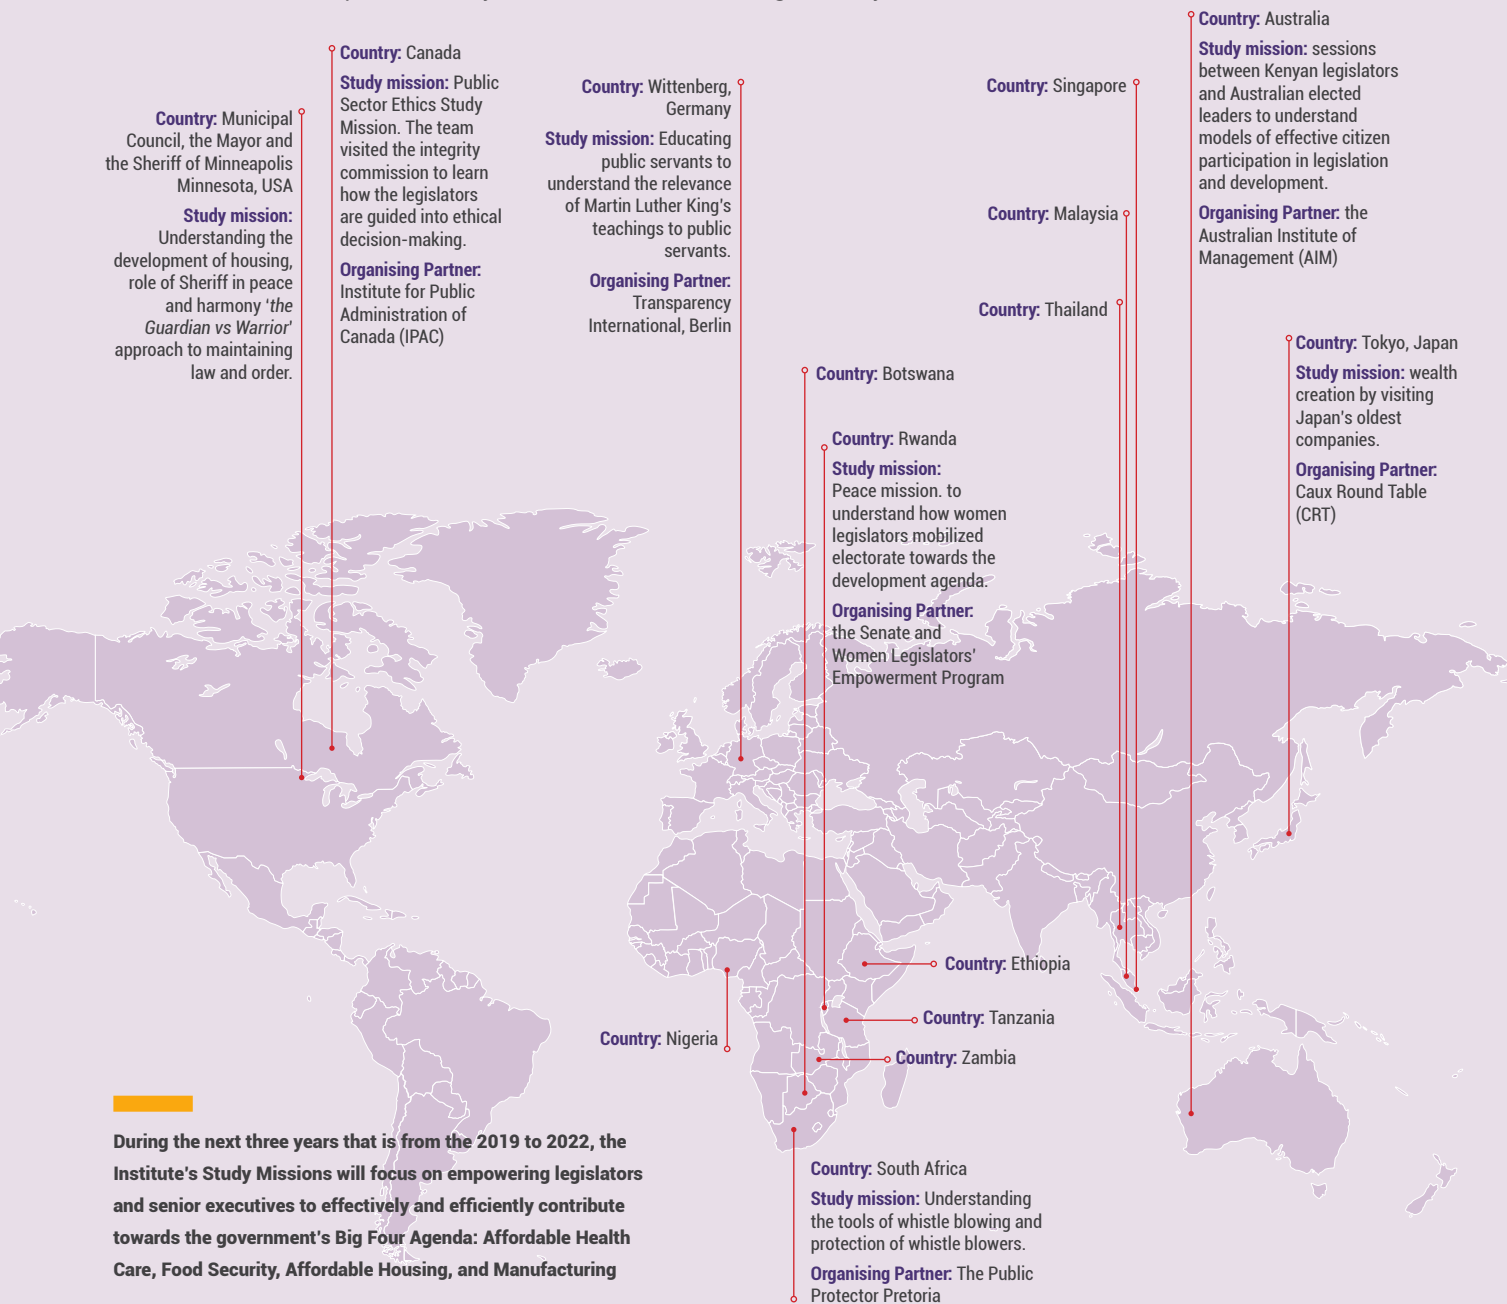 Country: Municipal
Council, the Mayor and
the Sheriff of Minneapolis
Minnesota, USA
Study mission:
Understanding the
development of housing,
role of Sheriff in peace
and harmony ‘the
Guardian vs Warrior’
approach to maintaining
law and order.
Country: Canada
Study mission: Public
Sector Ethics Study
Mission. The team
visited the integrity
commission to learn
how the legislators
are guided into ethical
decision-making.
Organising Partner:
Institute for Public
Administration of
Canada (IPAC)
Country: Wittenberg,
Germany
Study mission: Educating
public servants to
understand the relevance
of Martin Luther King's
teachings to public
servants.
Organising Partner:
Transparency
International, Berlin
Country: Botswana
Country: Rwanda
Study mission:
Peace mission. to
understand how women
legislators mobilized
electorate towards the
development agenda.
Organising Partner:
the Senate and
Women Legislators’
Empowerment Program
Country: Singapore
Country: Malaysia
Country: Thailand
Country: Australia
Study mission: sessions
between Kenyan legislators
and Australian elected
leaders to understand
models of effective citizen
participation in legislation
and development.
Organising Partner: the
Australian Institute of
Management (AIM)
Country: Tokyo, Japan
Study mission: wealth
creation by visiting
Japan's oldest
companies.
Organising Partner:
Caux Round Table
(CRT)
Country: Ethiopia
Country: Tanzania
Country: Nigeria
Country: Zambia
During the next three years that is from the 2019 to 2022, the
Institute's Study Missions will focus on empowering legislators
and senior executives to effectively and efficiently contribute
towards the government's Big Four Agenda: Affordable Health
Care, Food Security, Affordable Housing, and Manufacturing
Country: South Africa
Study mission: Understanding
the tools of whistle blowing and
protection of whistle blowers.
Organising Partner: The Public
Protector Pretoria